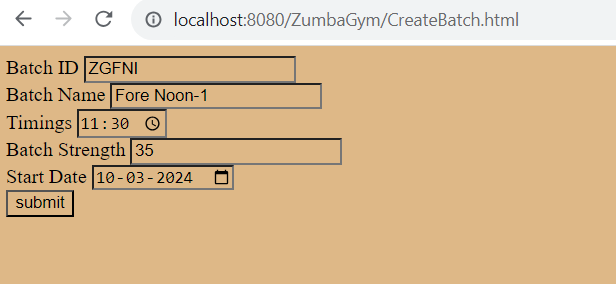 localhost:8080/ZumbaGym/CreateBatch.html
Batch ID ZGFNI
Batch Name Fore Noon-1
Timings 11:30
Batch Strength 35
Start Date 10-03-2024
submit